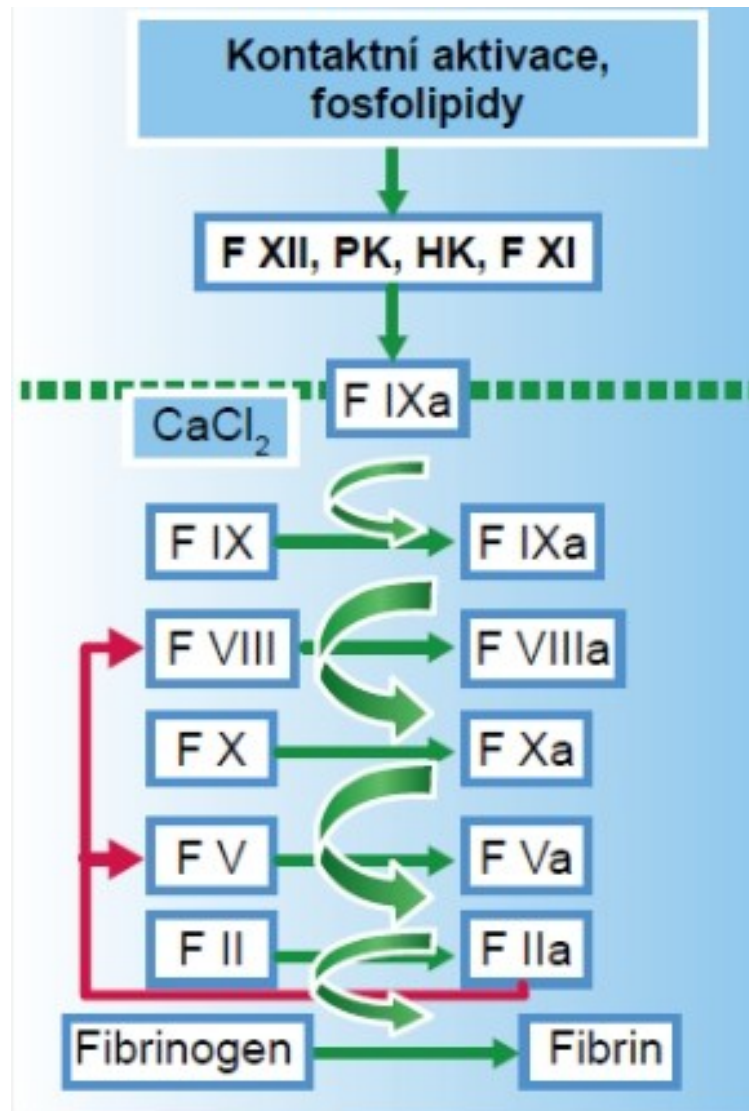 Kontaktní aktivace,
fosfolipidy
F XII, PK, HK, F XI
F IXa
CaCl₂
F IX
F IXa
F VIII
F VIIIa
F X
F Xa
F V
F Va
F II
F IIa
Fibrinogen
Fibrin